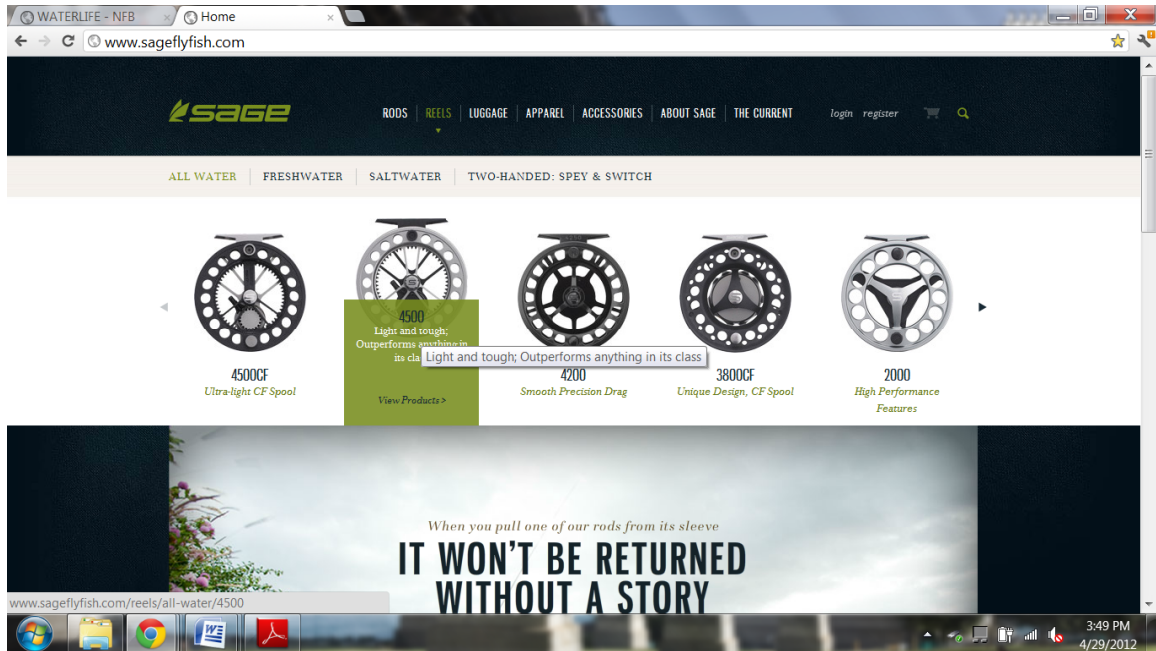 WATERLIFE - NFB
Home
www.sageflyfish.com
sage
RODS REELS LUGGAGE APPAREL ACCESSORIES ABOUT SAGE THE CURRENT login register
ALL WATER FRESHWATER SALTWATER TWO-HANDED: SPEY & SWITCH
4500CF
Ultra-light CF Spool
4500
Light and tough;
Outperforms anything in
its cla
View Products >
Light and tough; Outperforms anything in its class
4200
Smooth Precision Drag
3800CF
Unique Design, CF Spool
2000
High Performance
Features
When you pull one of our rods from its sleeve
IT WON'T BE RETURNED
WITHOUT A STORY
www.sageflyfish.com/reels/all-water/4500
3:49 PM
4/29/2012